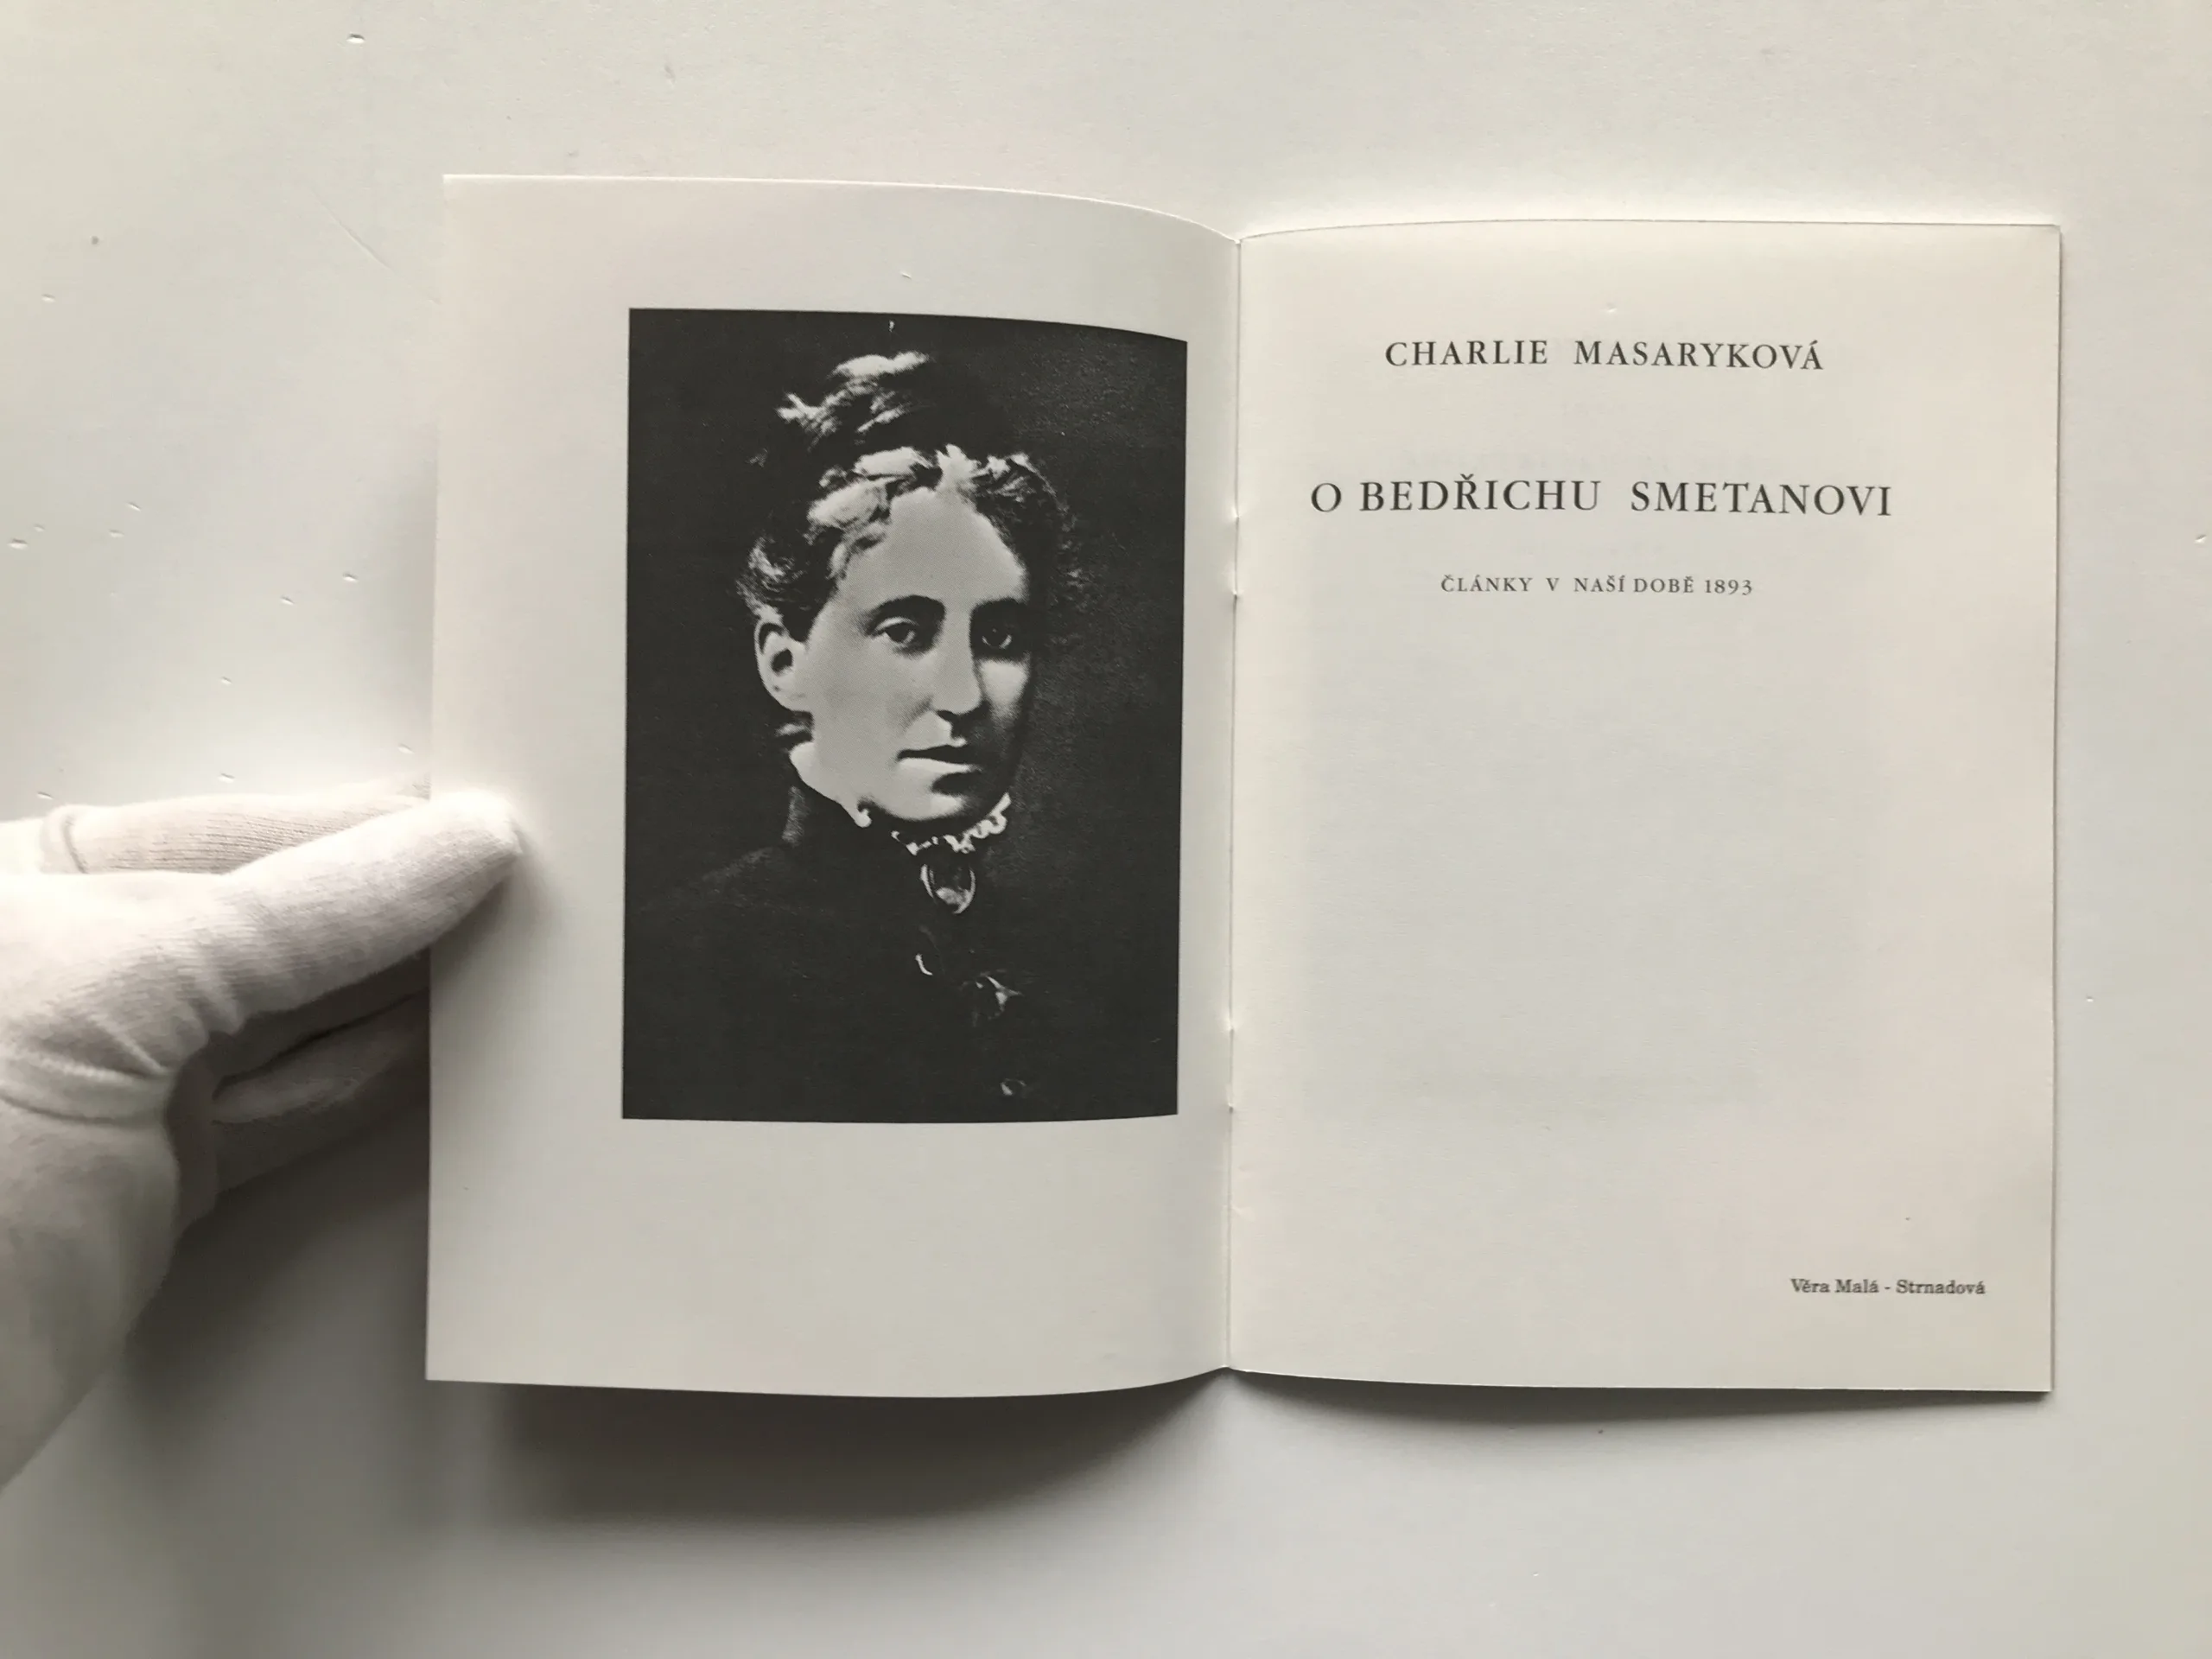 CHARLIE MASARYKOVÁ
O BEDŘICHU SMETANOVI
ČLÁNKY V NAŠÍ DOBĚ 1893
Věra Malá - Strnadová